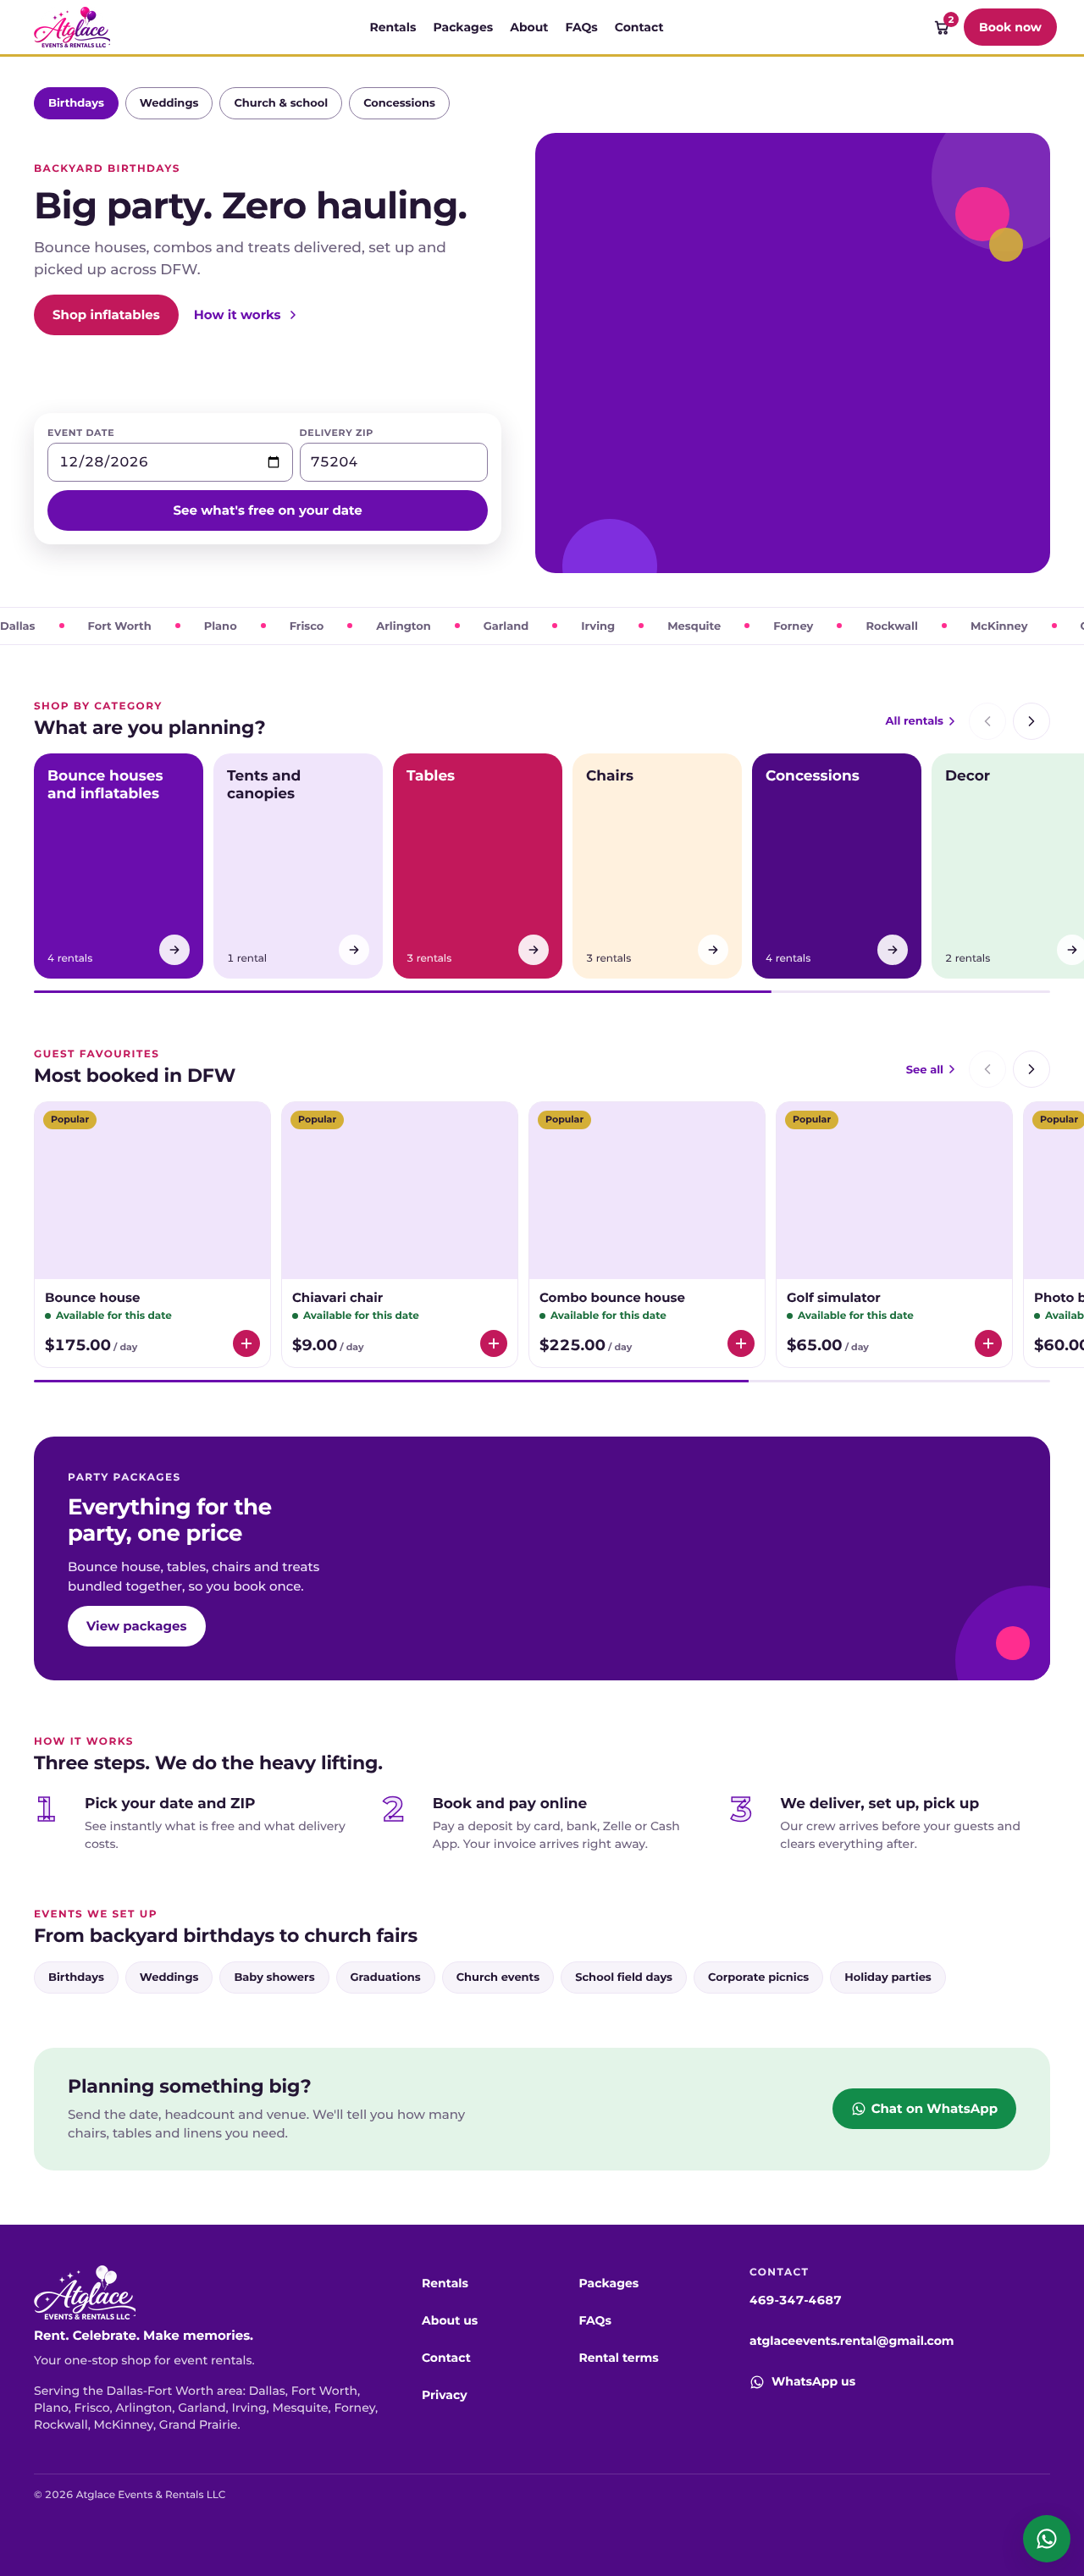 Atglace
EVENTS & RENTALS LLC
Rentals Packages About FAQs Contact
2
Book now
Birthdays Weddings Church & school Concessions
BACKYARD BIRTHDAYS
Big party. Zero hauling.
Bounce houses, combos and treats delivered, set up and
picked up across DFW.
Shop inflatables How it works
EVENT DATE DELIVERY ZIP
12/28/2026 75204
See what's free on your date
Dallas Fort Worth Plano Frisco Arlington Garland Irving Mesquite Forney Rockwall McKinney
SHOP BY CATEGORY
What are you planning?
All rentals
Bounce houses
and inflatables
4 rentals
Tents and
canopies
1 rental
Tables
3 rentals
Chairs
3 rentals
Concessions
4 rentals
Decor
2 rentals
GUEST FAVOURITES
Most booked in DFW
See all
Popular
Bounce house
Available for this date
$175.00 / day
Popular
Chiavari chair
Available for this date
$9.00 / day
Popular
Combo bounce house
Available for this date
$225.00 / day
Popular
Golf simulator
Available for this date
$65.00 / day
Popular
Photo b
Availab
$60.00
PARTY PACKAGES
Everything for the
party, one price
Bounce house, tables, chairs and treats
bundled together, so you book once.
View packages
HOW IT WORKS
Three steps. We do the heavy lifting.
1
Pick your date and ZIP
See instantly what is free and what delivery
costs.
2
Book and pay online
Pay a deposit by card, bank, Zelle or Cash
App. Your invoice arrives right away.
3
We deliver, set up, pick up
Our crew arrives before your guests and
clears everything after.
EVENTS WE SET UP
From backyard birthdays to church fairs
Birthdays Weddings Baby showers Graduations Church events School field days Corporate picnics Holiday parties
Planning something big?
Send the date, headcount and venue. We'll tell you how many
chairs, tables and linens you need.
Chat on WhatsApp
Atglace
EVENTS & RENTALS LLC
Rent. Celebrate. Make memories.
Your one-stop shop for event rentals.
Serving the Dallas-Fort Worth area: Dallas, Fort Worth,
Plano, Frisco, Arlington, Garland, Irving, Mesquite, Forney,
Rockwall, McKinney, Grand Prairie.
Rentals Packages
About us FAQs
Contact Rental terms
Privacy
CONTACT
469-347-4687
atglaceevents.rental@gmail.com
WhatsApp us
© 2026 Atglace Events & Rentals LLC